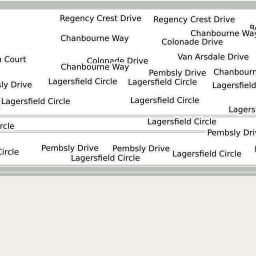 Regency Crest Drive
Regency Crest Drive
Chanbourne Way
Chanbourne Way
Colonade Drive
Court
Colonade Drive
Van Arsdale Drive
Chanbourne Way
Pembsly Drive
Chanbourn
sly Drive
Lagersfield Circle
Lagersfield Circle
Lagersfield
Lagersfield Circle
Lagersfield Circle
Lagers
rcle
Lagersfield Circle
Pembsly Driv
Circle
Pembsly Drive
Pembsly Drive
Lagersfield Circle
Lagersfield Circle